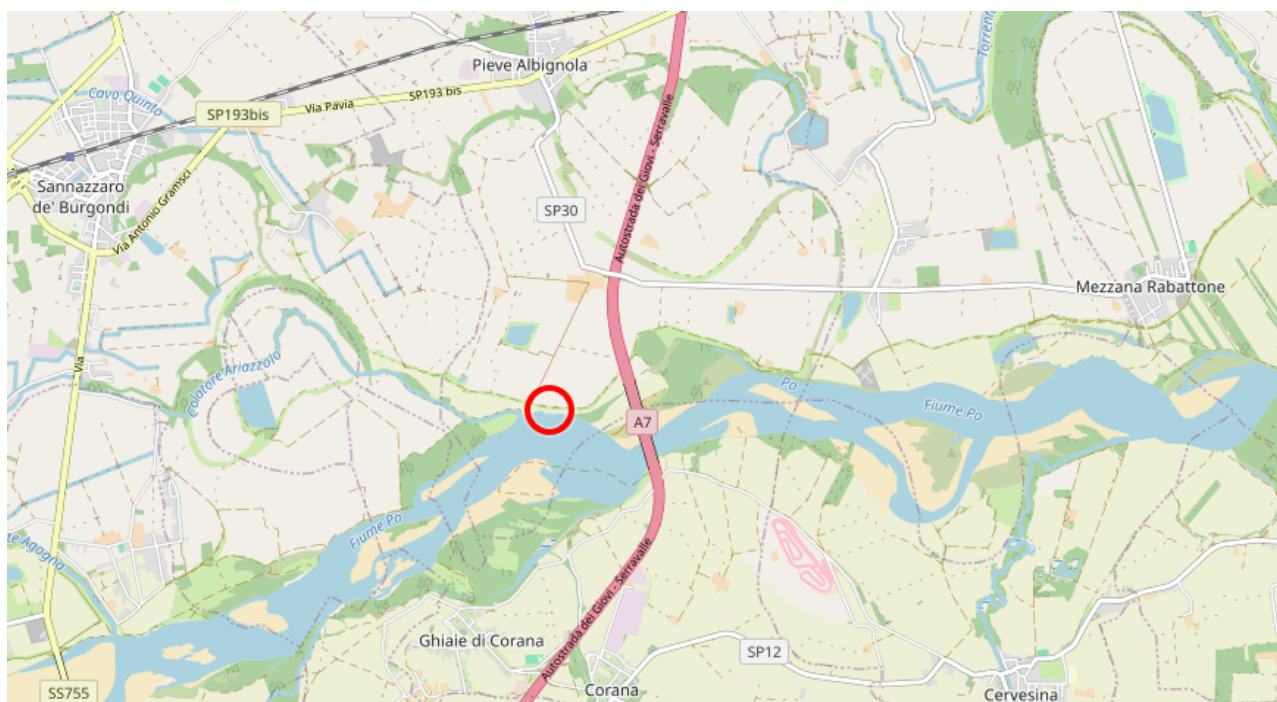 Pieve Albignola
Torren
Cavo Quinto
SP193bis
Via Pavia
SP193 bis
Sannazzaro
de' Burgondi
Via Antonio Gramsci
SP30
Autostrada dei Giovi - Serravalle
Mezzana Rabattone
Via
Colatore Ariazzolo
Po
Fiume Po
A7
Fiume Po
Agogna
Autostrada dei Giovi - Serravalle
Ghiaie di Corana
SP12
SS755
Corana
Cervesina